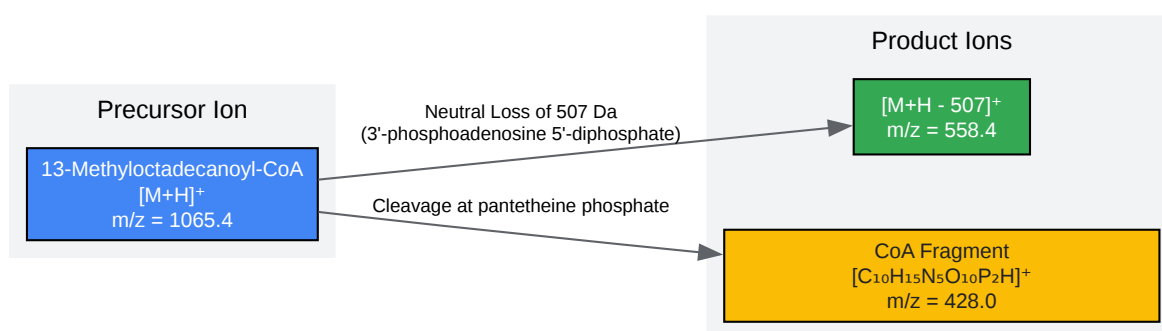 Precursor Ion
13-Methyloctadecanoyl-CoA
[M+H]⁺
m/z = 1065.4
Neutral Loss of 507 Da
(3'-phosphoadenosine 5'-diphosphate)
Cleavage at pantetheine phosphate
Product Ions
[M+H - 507]⁺
m/z = 558.4
CoA Fragment
[C₁₀H₁₅N₅O₁₀P₂H]⁺
m/z = 428.0